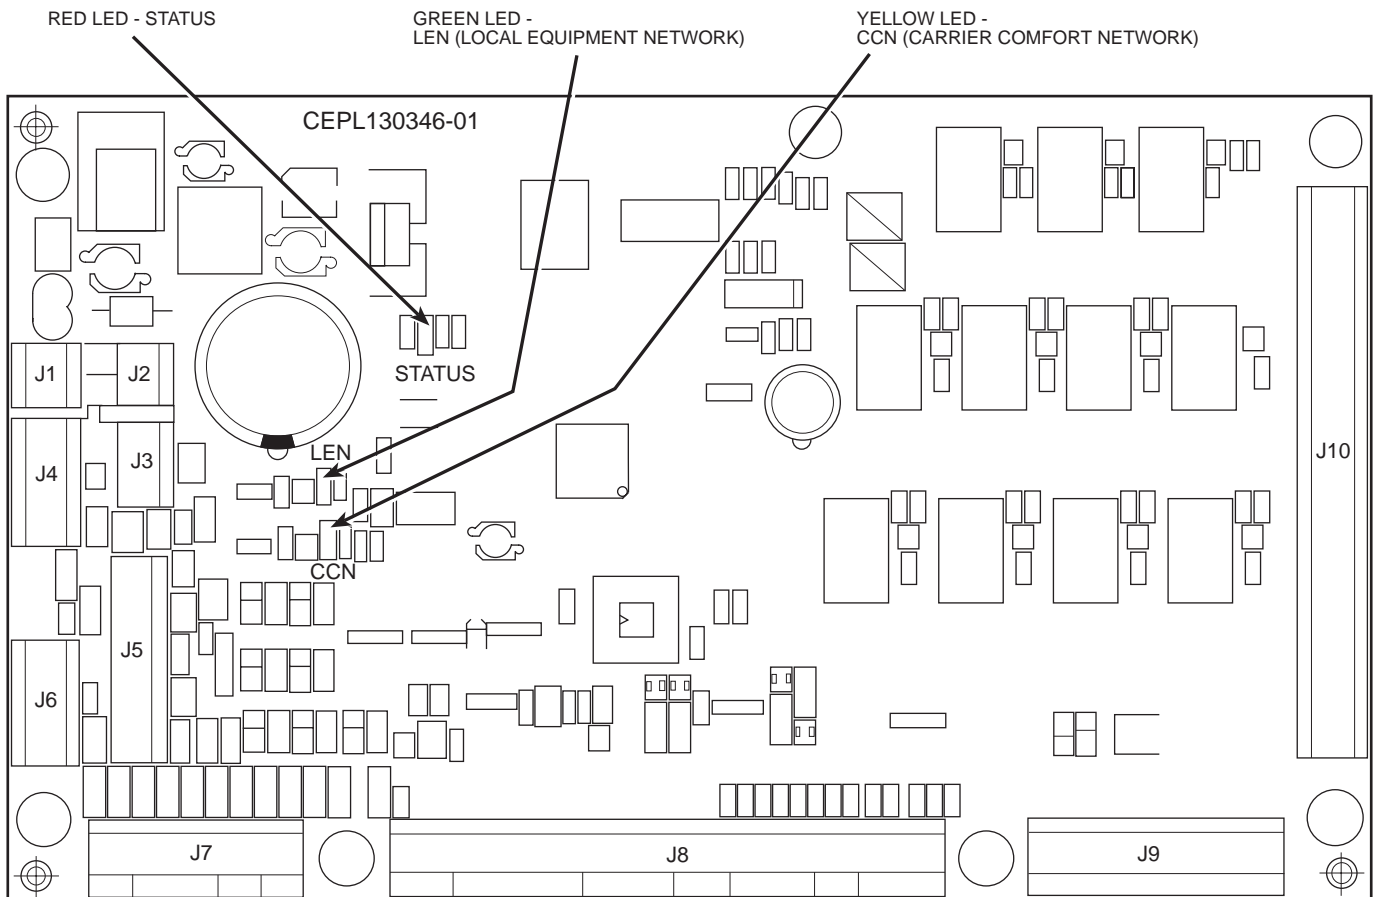 RED LED - STATUS
GREEN LED -
LEN (LOCAL EQUIPMENT NETWORK)
YELLOW LED -
CCN (CARRIER COMFORT NETWORK)
CEPL130346-01
STATUS
J1
J2
LEN
J4
J3
J10
CCN
J5
J6
J7
J8
J9